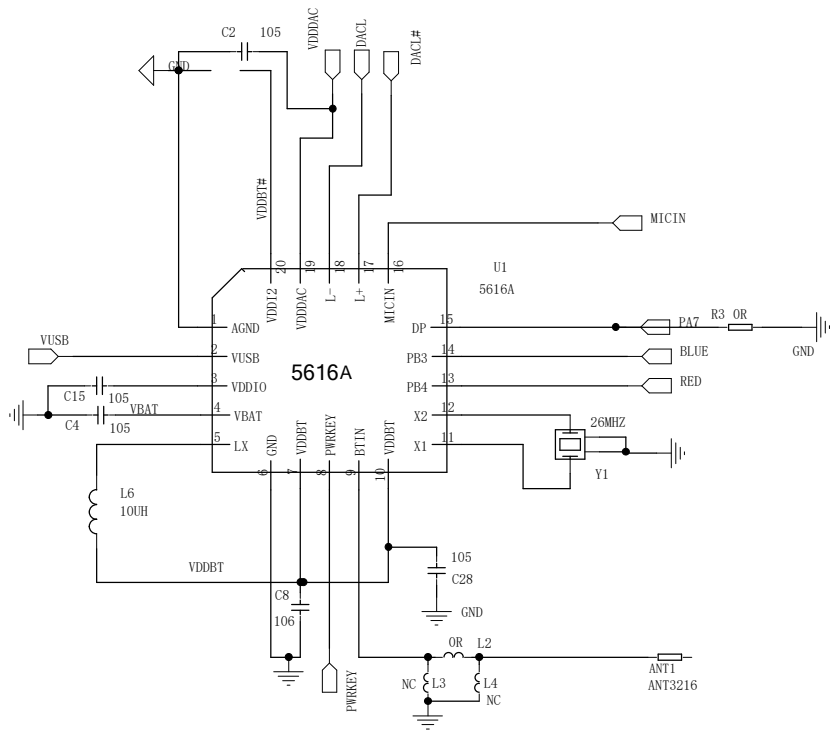 C2 105
VDDDAC
DACL
DACL#
GND
VDDBT#
MICIN
20 19 18 17 16
VDDI2 VDDDAC L- L+ MICIN
U1
5616A
1 AGND
2 VUSB
3 VDDIO
4 VBAT
5 LX
VUSB
C15 105
VBAT
C4 105
5616A
DP 15
PB3 14
PB4 13
X2 12
X1 11
PA7
R3 0R
GND
BLUE
RED
26MHZ
Y1
GND VDDBT PWRKEY BTIN VDDBT
6 7 8 9 10
L6
10UH
VDDBT
C8
106
105
C28
GND
PWRKEY
0R L2
NC L3
L4
NC
ANT1
ANT3216